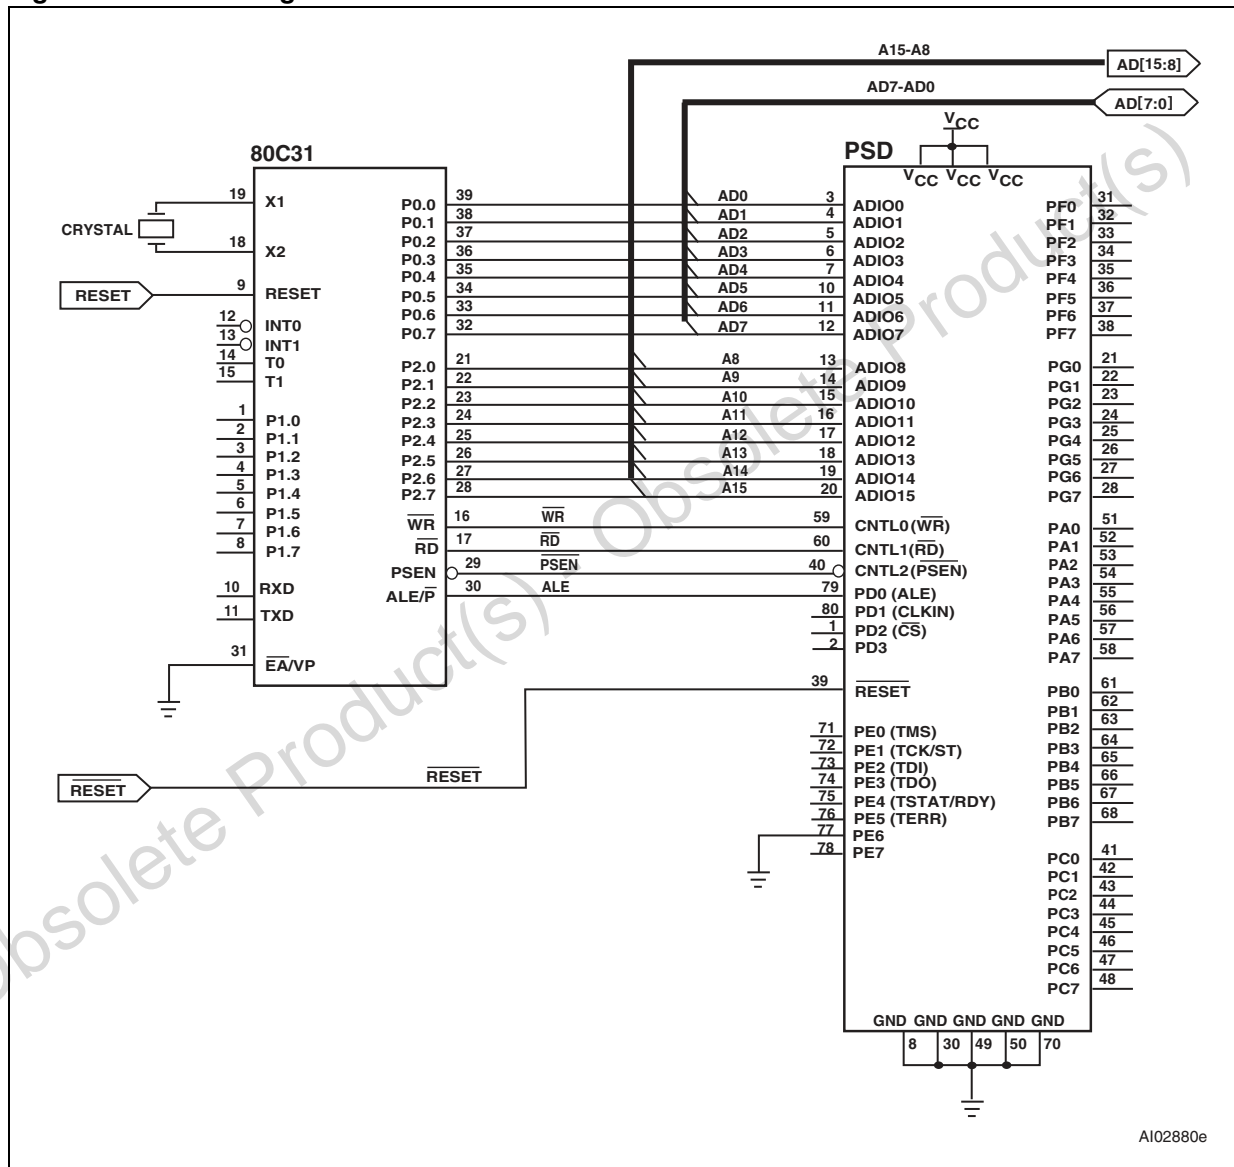 A15-A8
AD[15:8]
AD7-AD0
AD[7:0]
VCC
80C31
PSD
VCC VCC VCC
19 X1
CRYSTAL
18 X2
RESET 9 RESET
12 INT0
13 INT1
14 T0
15 T1
1 P1.0
2 P1.1
3 P1.2
4 P1.3
5 P1.4
6 P1.5
7 P1.6
8 P1.7
10 RXD
11 TXD
31 EA/VP
P0.0 39 AD0 3 ADIO0
P0.1 38 AD1 4 ADIO1
P0.2 37 AD2 5 ADIO2
P0.3 36 AD3 6 ADIO3
P0.4 35 AD4 7 ADIO4
P0.5 34 AD5 10 ADIO5
P0.6 33 AD6 11 ADIO6
P0.7 32 AD7 12 ADIO7
P2.0 21 A8 13 ADIO8
P2.1 22 A9 14 ADIO9
P2.2 23 A10 15 ADIO10
P2.3 24 A11 16 ADIO11
P2.4 25 A12 17 ADIO12
P2.5 26 A13 18 ADIO13
P2.6 27 A14 19 ADIO14
P2.7 28 A15 20 ADIO15
WR 16 WR 59 CNTL0(WR)
RD 17 RD 60 CNTL1(RD)
PSEN 29 PSEN 40 CNTL2(PSEN)
ALE/P 30 ALE 79 PD0 (ALE)
80 PD1 (CLKIN)
1 PD2 (CS)
2 PD3
39 RESET
RESET RESET
71 PE0 (TMS)
72 PE1 (TCK/ST)
73 PE2 (TDI)
74 PE3 (TDO)
75 PE4 (TSTAT/RDY)
76 PE5 (TERR)
77 PE6
78 PE7
PF0 31
PF1 32
PF2 33
PF3 34
PF4 35
PF5 36
PF6 37
PF7 38
PG0 21
PG1 22
PG2 23
PG3 24
PG4 25
PG5 26
PG6 27
PG7 28
PA0 51
PA1 52
PA2 53
PA3 54
PA4 55
PA5 56
PA6 57
PA7 58
PB0 61
PB1 62
PB2 63
PB3 64
PB4 65
PB5 66
PB6 67
PB7 68
PC0 41
PC1 42
PC2 43
PC3 44
PC4 45
PC5 46
PC6 47
PC7 48
GND GND GND GND GND
8 30 49 50 70
AI02880e
Obsolete Product(s) - Obsolete Product(s)